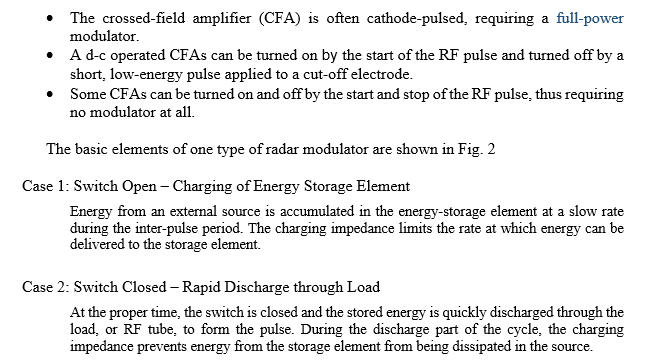 • The crossed-field amplifier (CFA) is often cathode-pulsed, requiring a full-power
modulator.
• A d-c operated CFAs can be turned on by the start of the RF pulse and turned off by a
short, low-energy pulse applied to a cut-off electrode.
• Some CFAs can be turned on and off by the start and stop of the RF pulse, thus requiring
no modulator at all.
The basic elements of one type of radar modulator are shown in Fig. 2
Case 1: Switch Open – Charging of Energy Storage Element
Energy from an external source is accumulated in the energy-storage element at a slow rate
during the inter-pulse period. The charging impedance limits the rate at which energy can be
delivered to the storage element.
Case 2: Switch Closed – Rapid Discharge through Load
At the proper time, the switch is closed and the stored energy is quickly discharged through the
load, or RF tube, to form the pulse. During the discharge part of the cycle, the charging
impedance prevents energy from the storage element from being dissipated in the source.